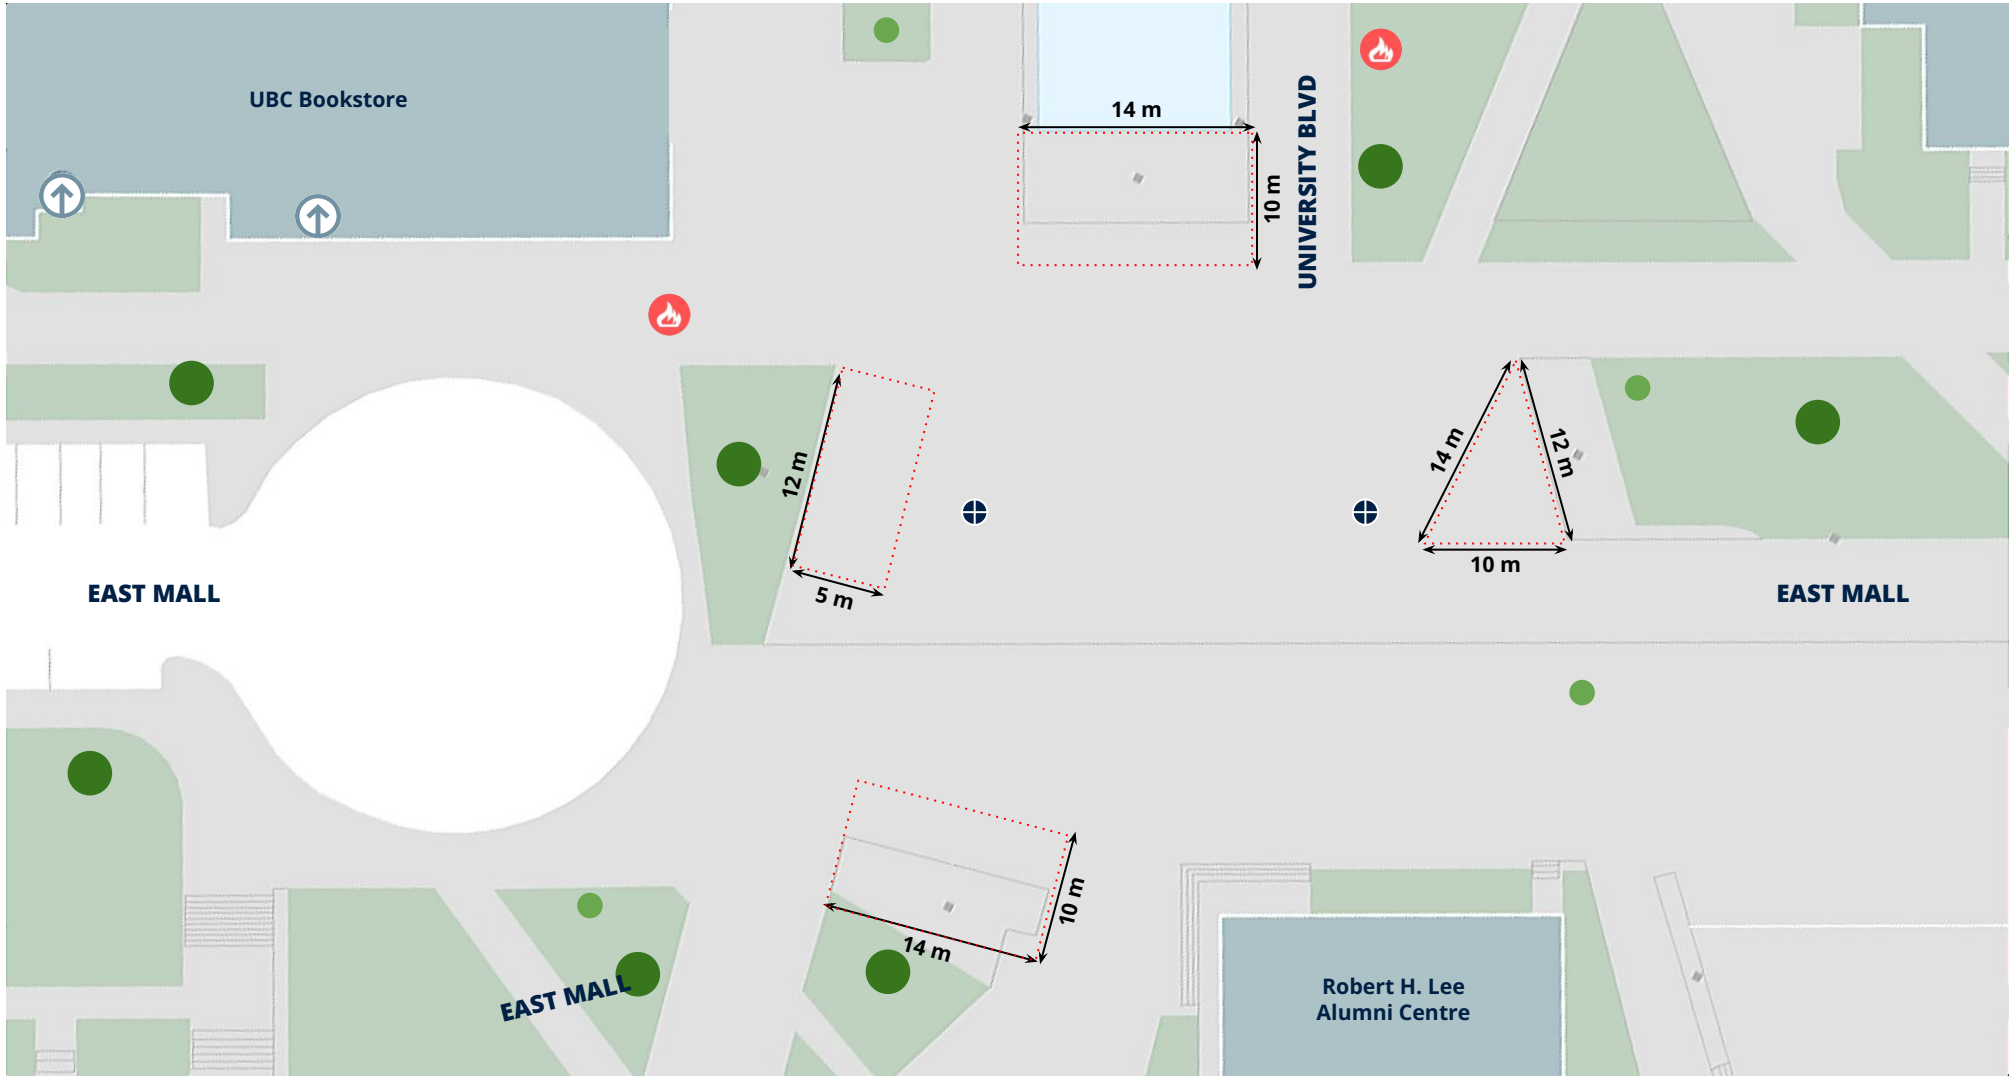 UBC Bookstore
14 m
10 m
UNIVERSITY BLVD
12 m
5 m
14 m
12 m
10 m
EAST MALL
EAST MALL
14 m
10 m
EAST MALL
Robert H. Lee
Alumni Centre